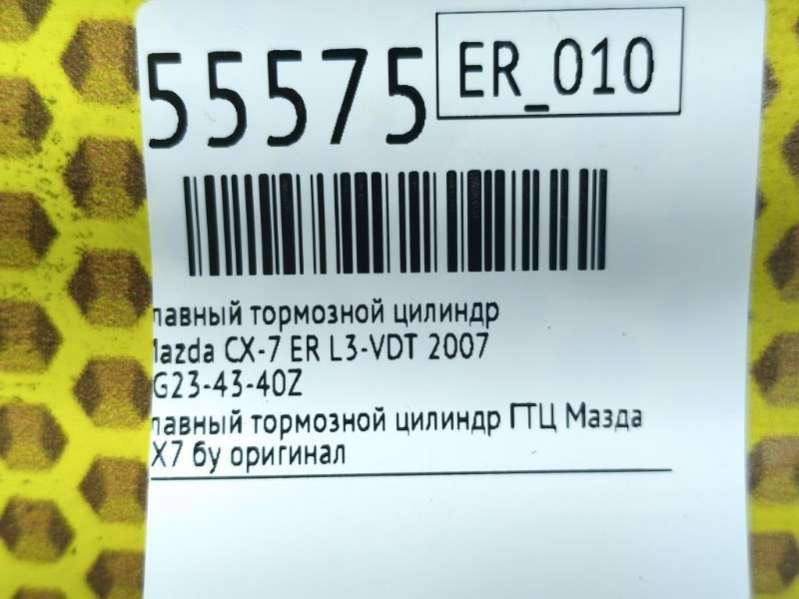 55575
ER_010
лавный тормозной цилиндр
Mazda CX-7 ER L3-VDT 2007
G23-43-40Z
лавный тормозной цилиндр ГТЦ Мазда
X7 бу оригинал